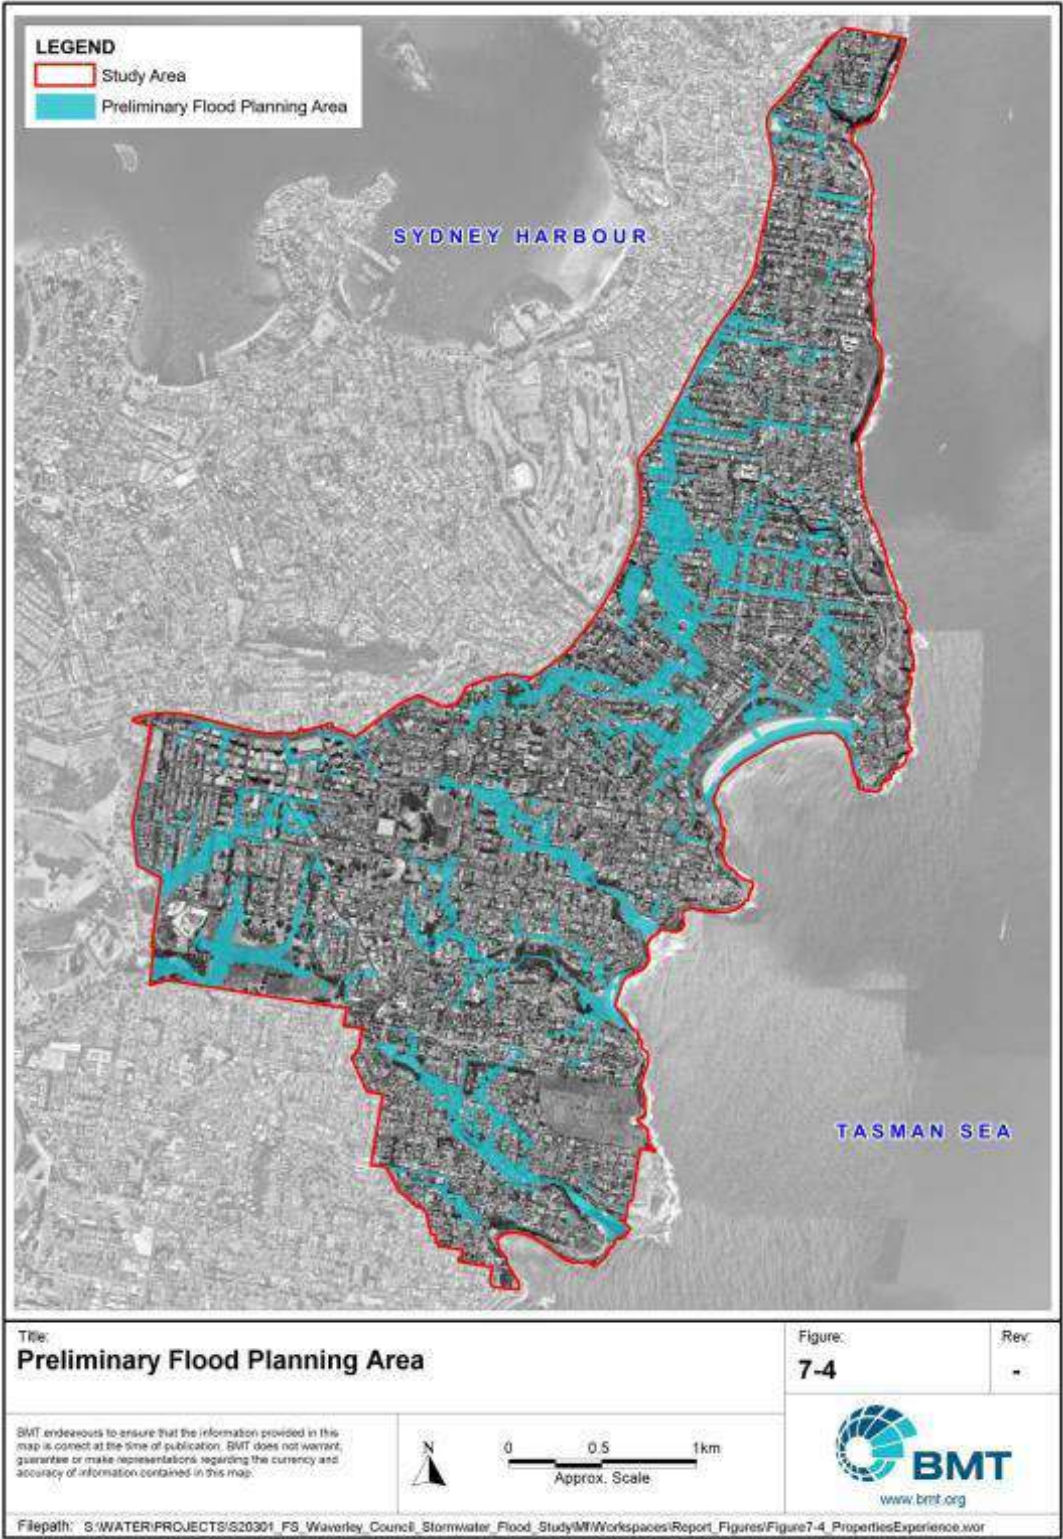 LEGEND
Study Area
Preliminary Flood Planning Area
SYDNEY HARBOUR
TASMAN SEA
Title:
Preliminary Flood Planning Area
Figure:
7-4
Rev:
-
BMT endeavours to ensure that the information provided in this
map is correct at the time of publication. BMT does not warrant,
guarantee or make representations regarding the currency and
accuracy of information contained in this map.
N
0 0.5 1km
Approx. Scale
BMT
www.bmt.org
Filepath: S:\WATER\PROJECTS\S20301_FS_Waverley_Council_Stormwater_Flood_Study\MI\Workspaces\Report_Figures\Figure7-4_PropertiesExperience.wor